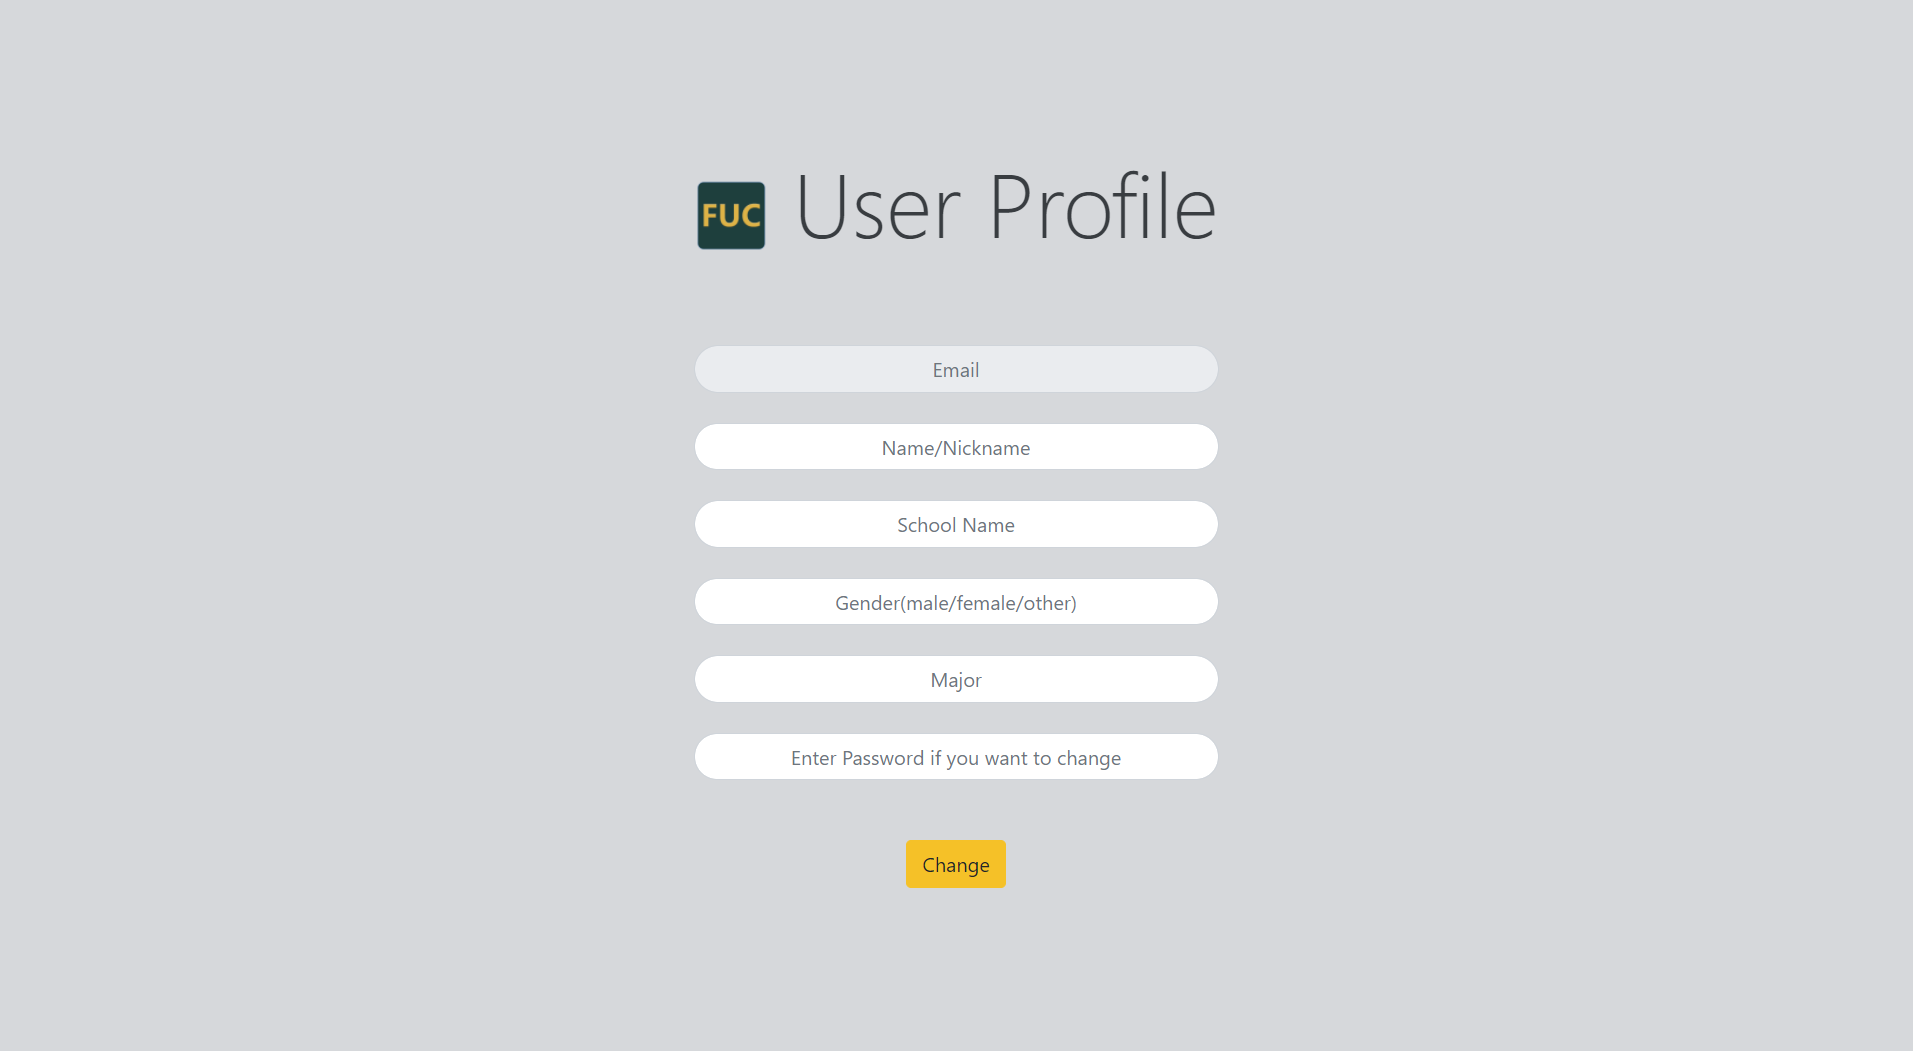 FUC User Profile
Email
Name/Nickname
School Name
Gender(male/female/other)
Major
Enter Password if you want to change
Change